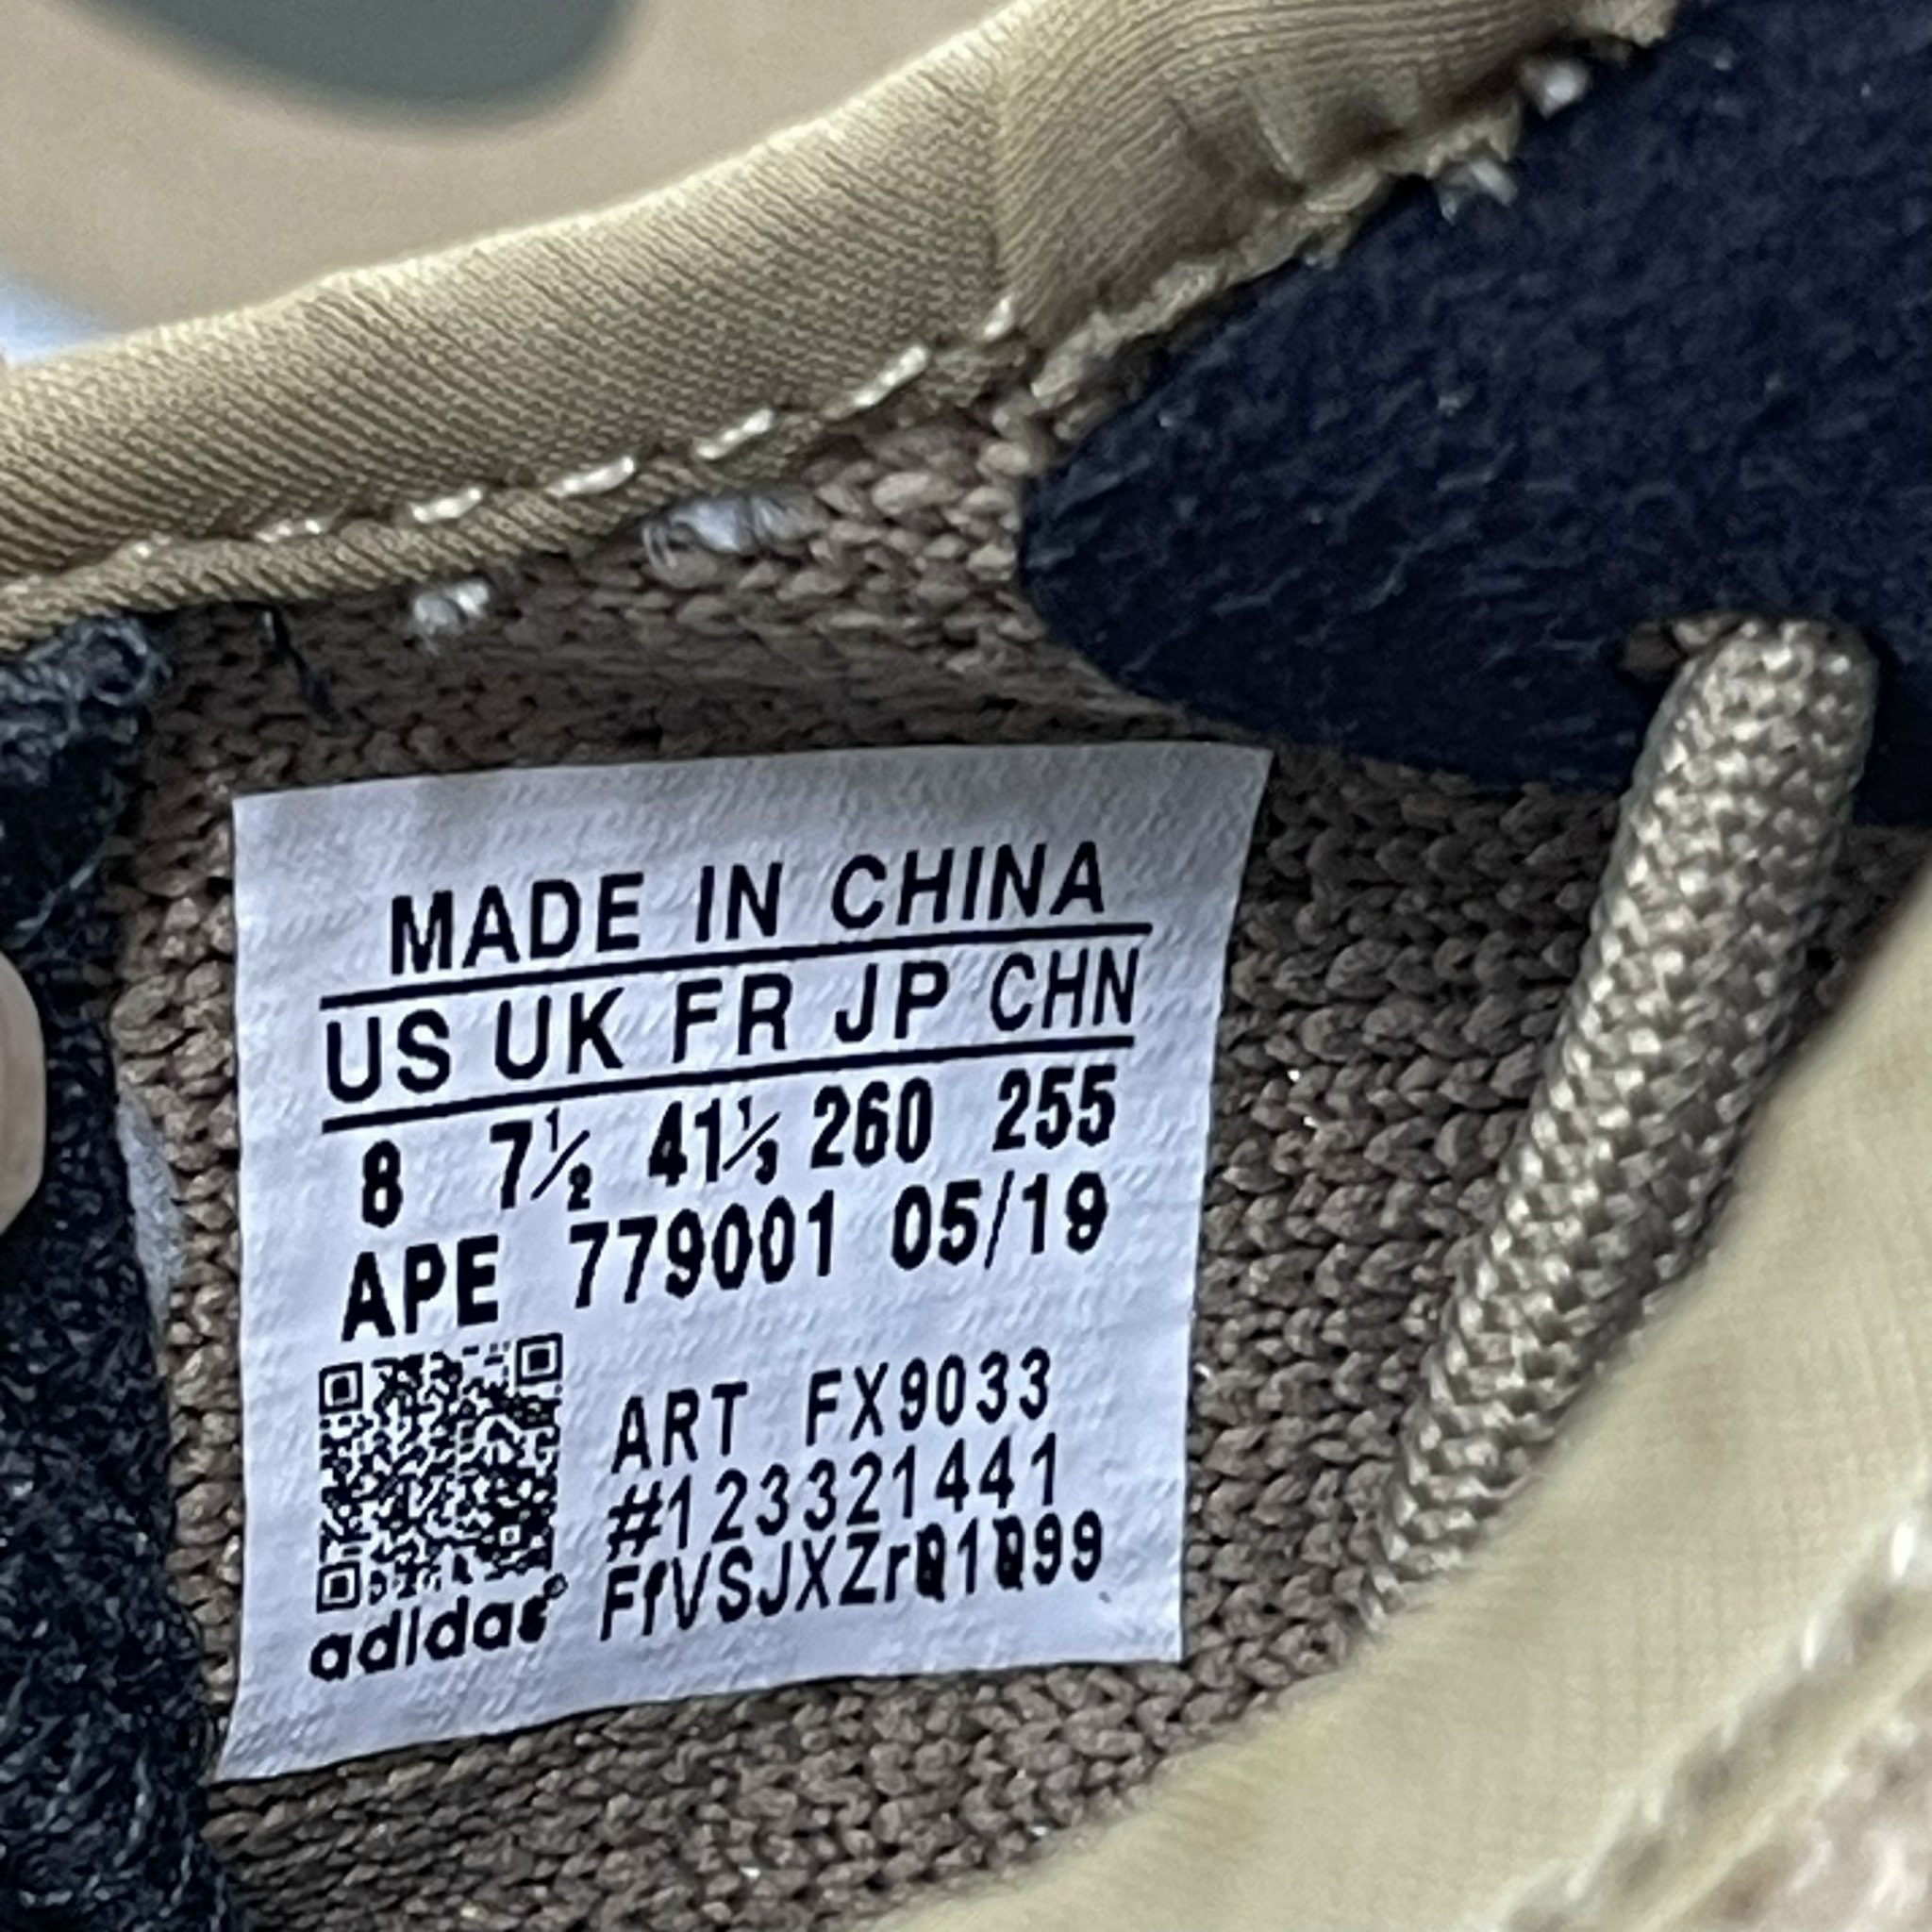 MADE IN CHINA
US UK FR JP CHN
8 7½ 41⅓ 260 255
APE 779001 05/19
ART FX9033
#123321441
adidas